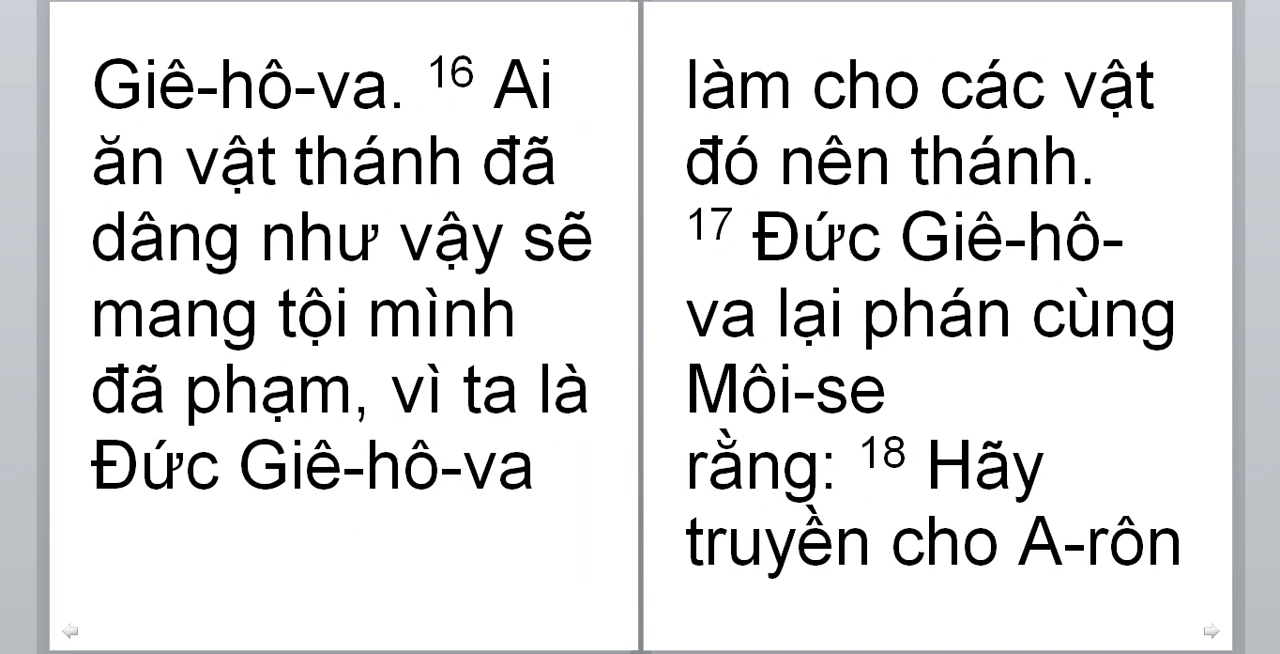 Giê-hô-va. 16 Ai
ăn vật thánh đã
dâng như vậy sẽ
mang tội mình
đã phạm, vì ta là
Đức Giê-hô-va
làm cho các vật
đó nên thánh.
17 Đức Giê-hô-
va lại phán cùng
Môi-se
rằng: 18 Hãy
truyền cho A-rôn